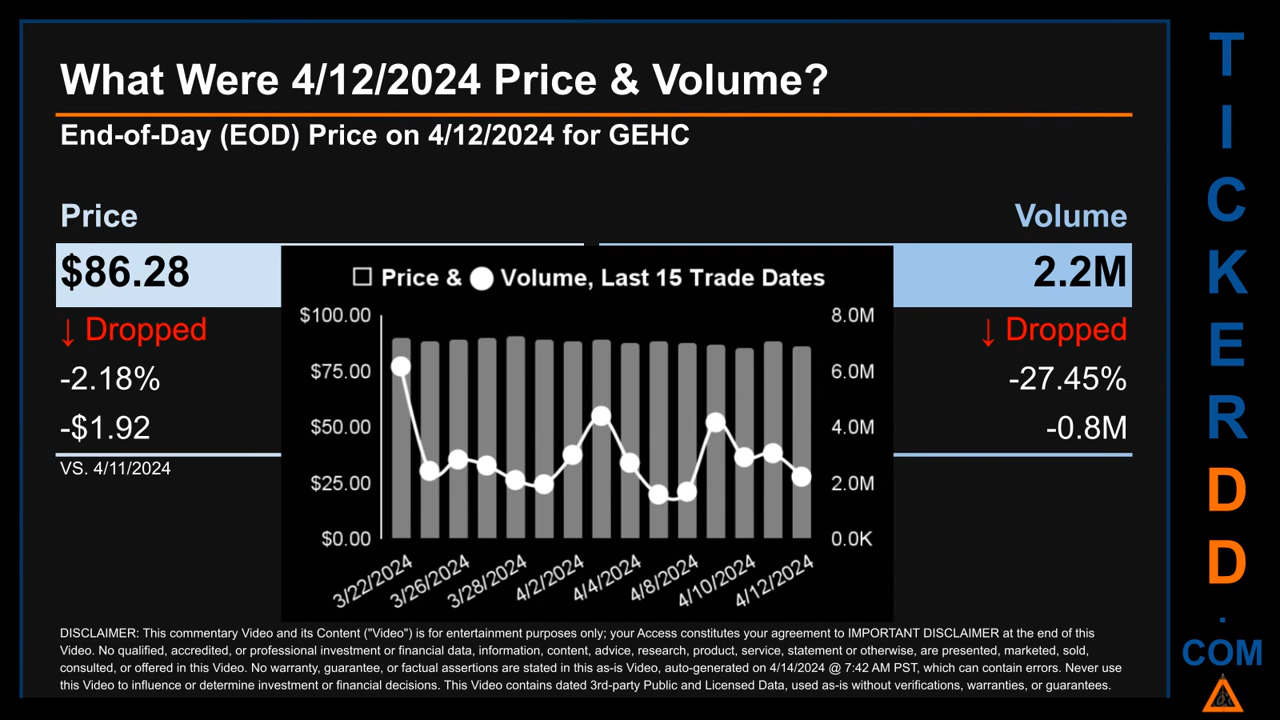 What Were 4/12/2024 Price & Volume?
End-of-Day (EOD) Price on 4/12/2024 for GEHC
Price
$86.28
↓ Dropped
-2.18%
-$1.92
VS. 4/11/2024
Price & Volume, Last 15 Trade Dates
$100.00
$75.00
$50.00
$25.00
$0.00
8.0M
6.0M
4.0M
2.0M
0.0K
3/22/2024
3/26/2024
3/28/2024
4/2/2024
4/4/2024
4/8/2024
4/10/2024
4/12/2024
Volume
2.2M
↓ Dropped
-27.45%
-0.8M
DISCLAIMER: This commentary Video and its Content ("Video") is for entertainment purposes only; your Access constitutes your agreement to IMPORTANT DISCLAIMER at the end of this
Video. No qualified, accredited, or professional investment or financial data, information, content, advice, research, product, service, statement or otherwise, are presented, marketed, sold,
consulted, or offered in this Video. No warranty, guarantee, or factual assertions are stated in this as-is Video, auto-generated on 4/14/2024 @ 7:42 AM PST, which can contain errors. Never use
this Video to influence or determine investment or financial decisions. This Video contains dated 3rd-party Public and Licensed Data, used as-is without verifications, warranties, or guarantees.
TICKERDD
.
COM